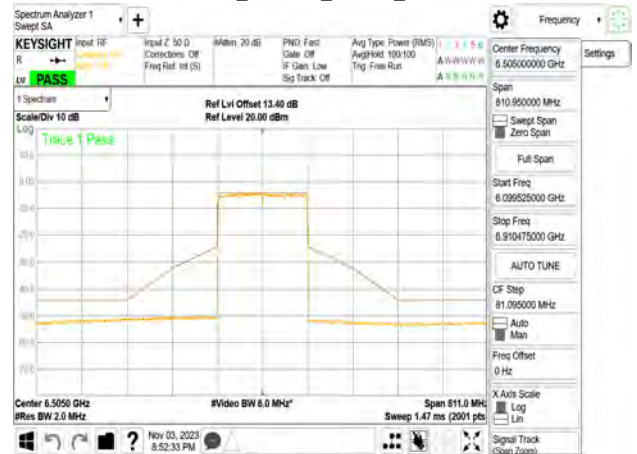 Spectrum Analyzer 1
Swept SA
Frequency
KEYSIGHT
Input: RF
Input Z: 50 Ω
#Atten: 20 dB
PNO: Fast
Avg Type: Power (RMS)
R
Corrections: Off
Gate: Off
Avg|Hold: 100/100
Freq Ref: Int (S)
IF Gain: Low
Trig: Free Run
Sig Track: Off
LV
PASS
1 Spectrum
Ref Lvl Offset 13.40 dB
Scale/Div 10 dB
Ref Level 20.00 dBm
Log
Trace 1 Pass
Center 6.5050 GHz
#Video BW 6.0 MHz*
Span 811.0 MHz
#Res BW 2.0 MHz
Sweep 1.47 ms (2001 pts
Nov 03, 2023
8:52:33 PM
?
Center Frequency
6.505000000 GHz
Settings
Span
810.950000 MHz
Swept Span
Zero Span
Full Span
Start Freq
6.099525000 GHz
Stop Freq
6.910475000 GHz
AUTO TUNE
CF Step
81.095000 MHz
Auto
Man
Freq Offset
0 Hz
X Axis Scale
Log
Lin
Signal Track
(Span Zoom)